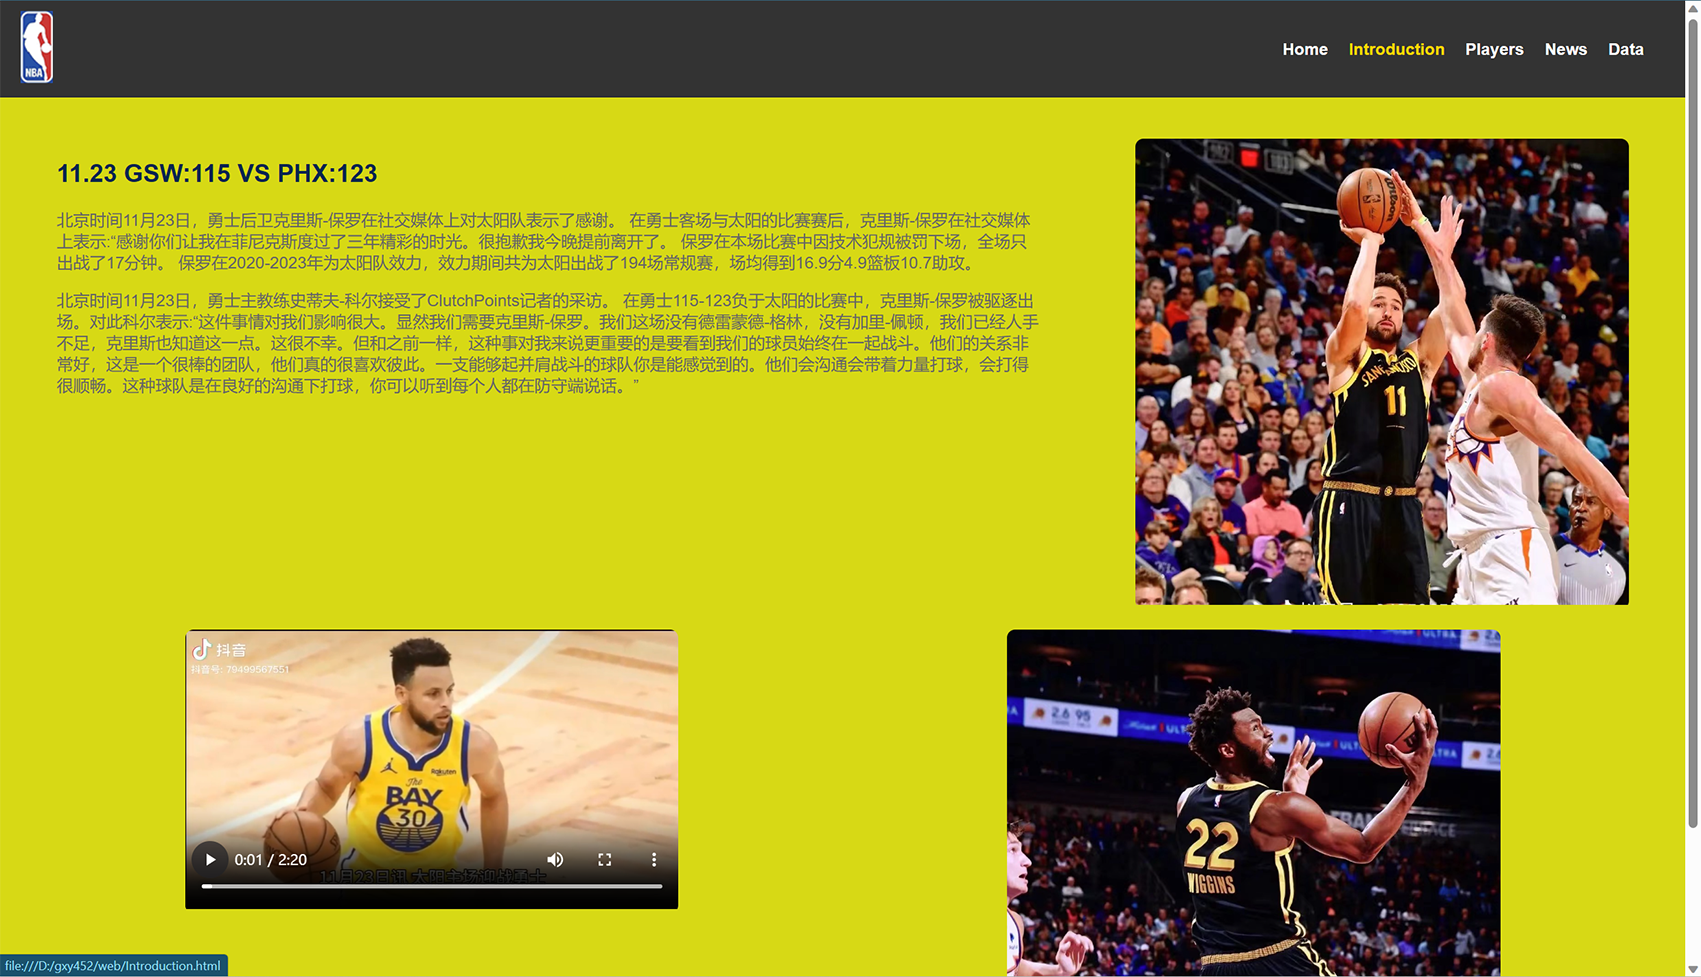 NBA
Home Introduction Players News Data
11.23 GSW:115 VS PHX:123
北京时间11月23日，勇士后卫克里斯-保罗在社交媒体上对太阳队表示了感谢。 在勇士客场与太阳的比赛赛后，克里斯-保罗在社交媒体
上表示:“感谢你们让我在菲尼克斯度过了三年精彩的时光。很抱歉我今晚提前离开了。 保罗在本场比赛中因技术犯规被罚下场，全场只
出战了17分钟。 保罗在2020-2023年为太阳队效力，效力期间共为太阳出战了194场常规赛，场均得到16.9分4.9篮板10.7助攻。
北京时间11月23日，勇士主教练史蒂夫-科尔接受了ClutchPoints记者的采访。 在勇士115-123负于太阳的比赛中，克里斯-保罗被驱逐出
场。对此科尔表示:“这件事情对我们影响很大。显然我们需要克里斯-保罗。我们这场没有德雷蒙德-格林，没有加里-佩顿，我们已经人手
不足，克里斯也知道这一点。这很不幸。但和之前一样，这种事对我来说更重要的是要看到我们的球员始终在一起战斗。他们的关系非
常好，这是一个很棒的团队，他们真的很喜欢彼此。一支能够起并肩战斗的球队你是能感觉到的。他们会沟通会带着力量打球，会打得
很顺畅。这种球队是在良好的沟通下打球，你可以听到每个人都在防守端说话。”
11
抖音
抖音号: 79499567551
Rakuten
The
BAY
30
0:01 / 2:20
11月23日讯 太阳主场迎战勇士
22
WIGGINS
file:///D:/gxy452/web/Introduction.html